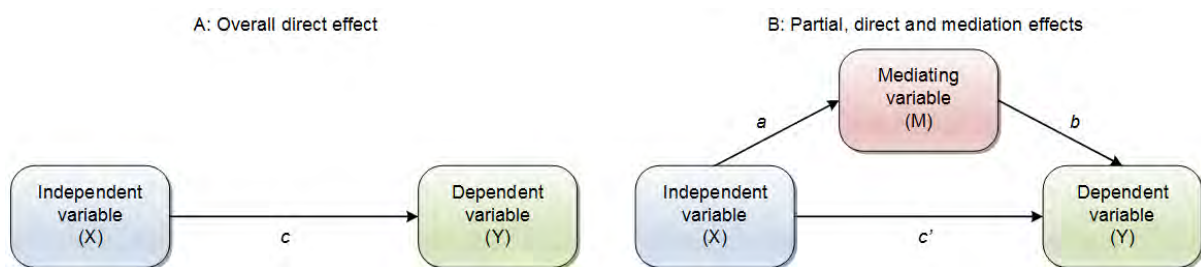 A: Overall direct effect
Independent
variable
(X)
c
Dependent
variable
(Y)
B: Partial, direct and mediation effects
Mediating
variable
(M)
a
b
Independent
variable
(X)
c'
Dependent
variable
(Y)